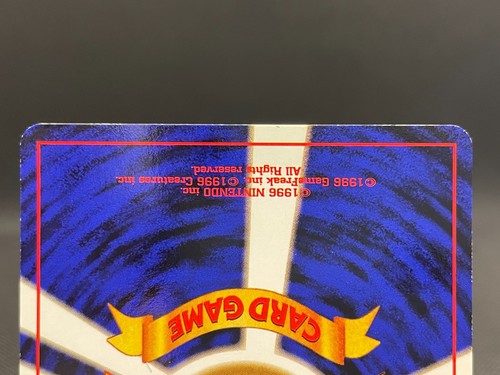 CARD GAME
©1996 NINTENDO inc.
©1996 GameFreak inc. ©1996 Creatures inc.
All Rights reserved.